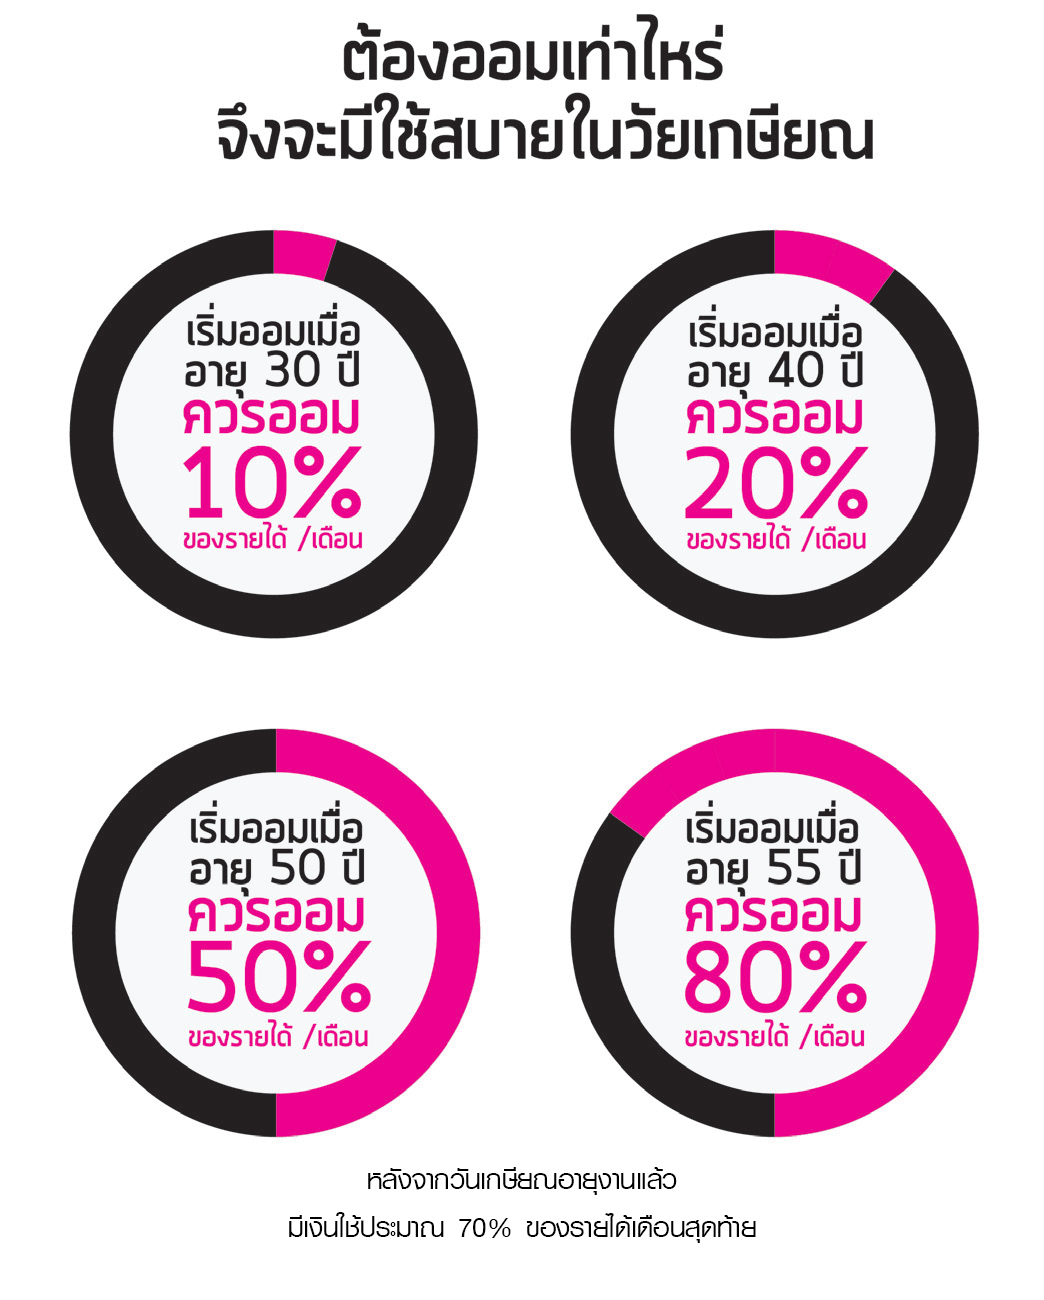 ต้องออมเท่าไหร่
จึงจะมีใช้สบายในวัยเกษียณ
เริ่มออมเมื่อ
อายุ 30 ปี
ควรออม
10%
ของรายได้ /เดือน
เริ่มออมเมื่อ
อายุ 40 ปี
ควรออม
20%
ของรายได้ /เดือน
เริ่มออมเมื่อ
อายุ 50 ปี
ควรออม
50%
ของรายได้ /เดือน
เริ่มออมเมื่อ
อายุ 55 ปี
ควรออม
80%
ของรายได้ /เดือน
หลังจากวันเกษียณอายุงานแล้ว
มีเงินใช้ประมาณ 70% ของรายได้เดือนสุดท้าย